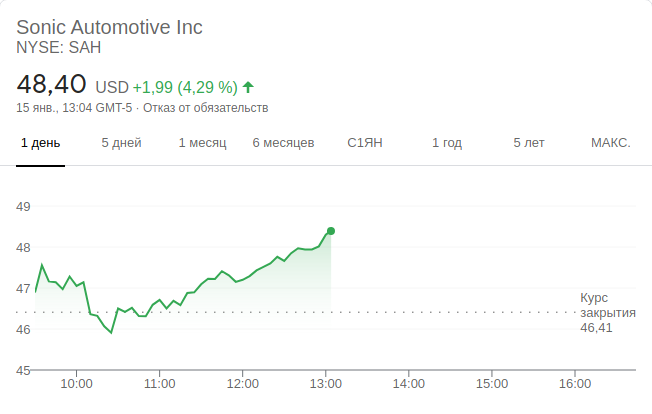 Sonic Automotive Inc
NYSE: SAH
48,40 USD +1,99 (4,29 %)
15 янв., 13:04 GMT-5 · Отказ от обязательств
1 день 5 дней 1 месяц 6 месяцев С1ЯН 1 год 5 лет МАКС.
49
48
47
46
45
Курс
закрытия
46,41
10:00 11:00 12:00 13:00 14:00 15:00 16:00